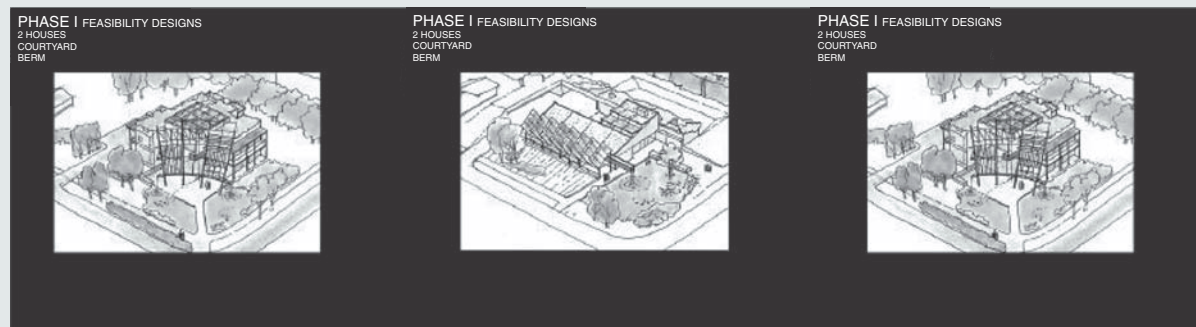 PHASE I FEASIBILITY DESIGNS
2 HOUSES
COURTYARD
BERM
PHASE I FEASIBILITY DESIGNS
2 HOUSES
COURTYARD
BERM
PHASE I FEASIBILITY DESIGNS
2 HOUSES
COURTYARD
BERM